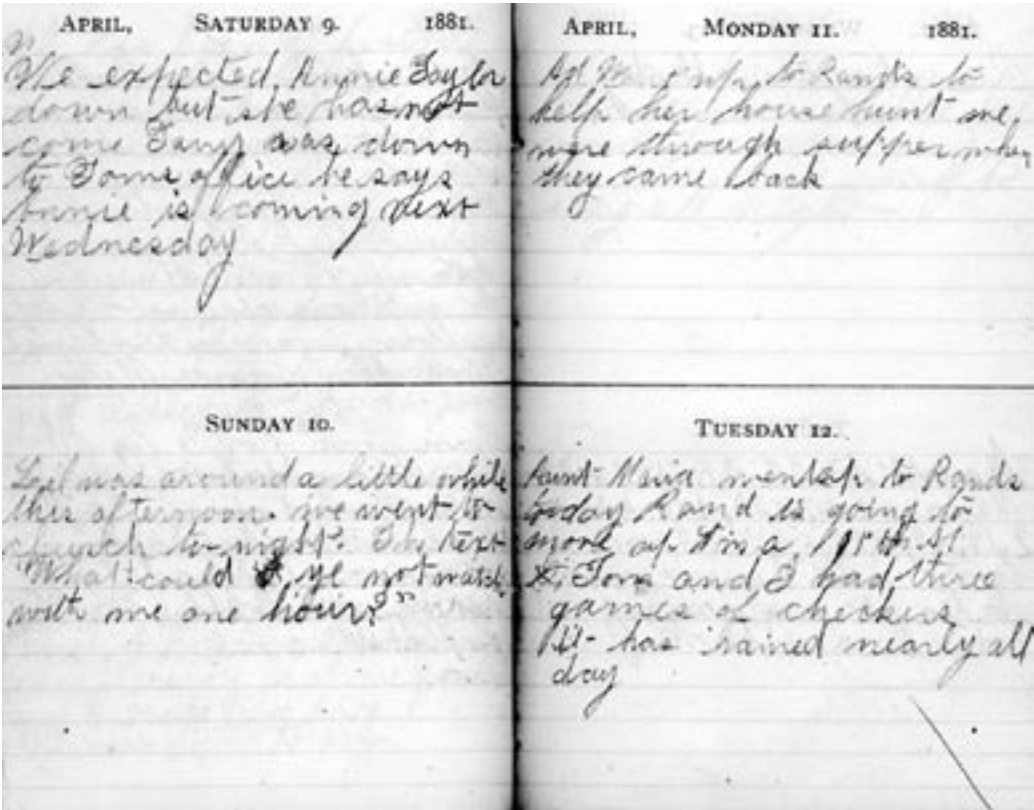 APRIL, SATURDAY 9. 1881.
We expected Annie Taylor
down but she has not
come Tany was down
to Toms office he says
Annie is coming next
Wednesday
SUNDAY 10.
Lil was around a little while
this afternoon. we went to
church to-night. The text
"What! could ye not watch
with me one hour?"
APRIL, MONDAY 11. 1881.
up to Rands to
help her house hunt we
were through supper when
they came back
TUESDAY 12.
Aunt Maria went up to Rands
today Rand is going to
move up
Tom and I had three
games of checkers
It has rained nearly all
day